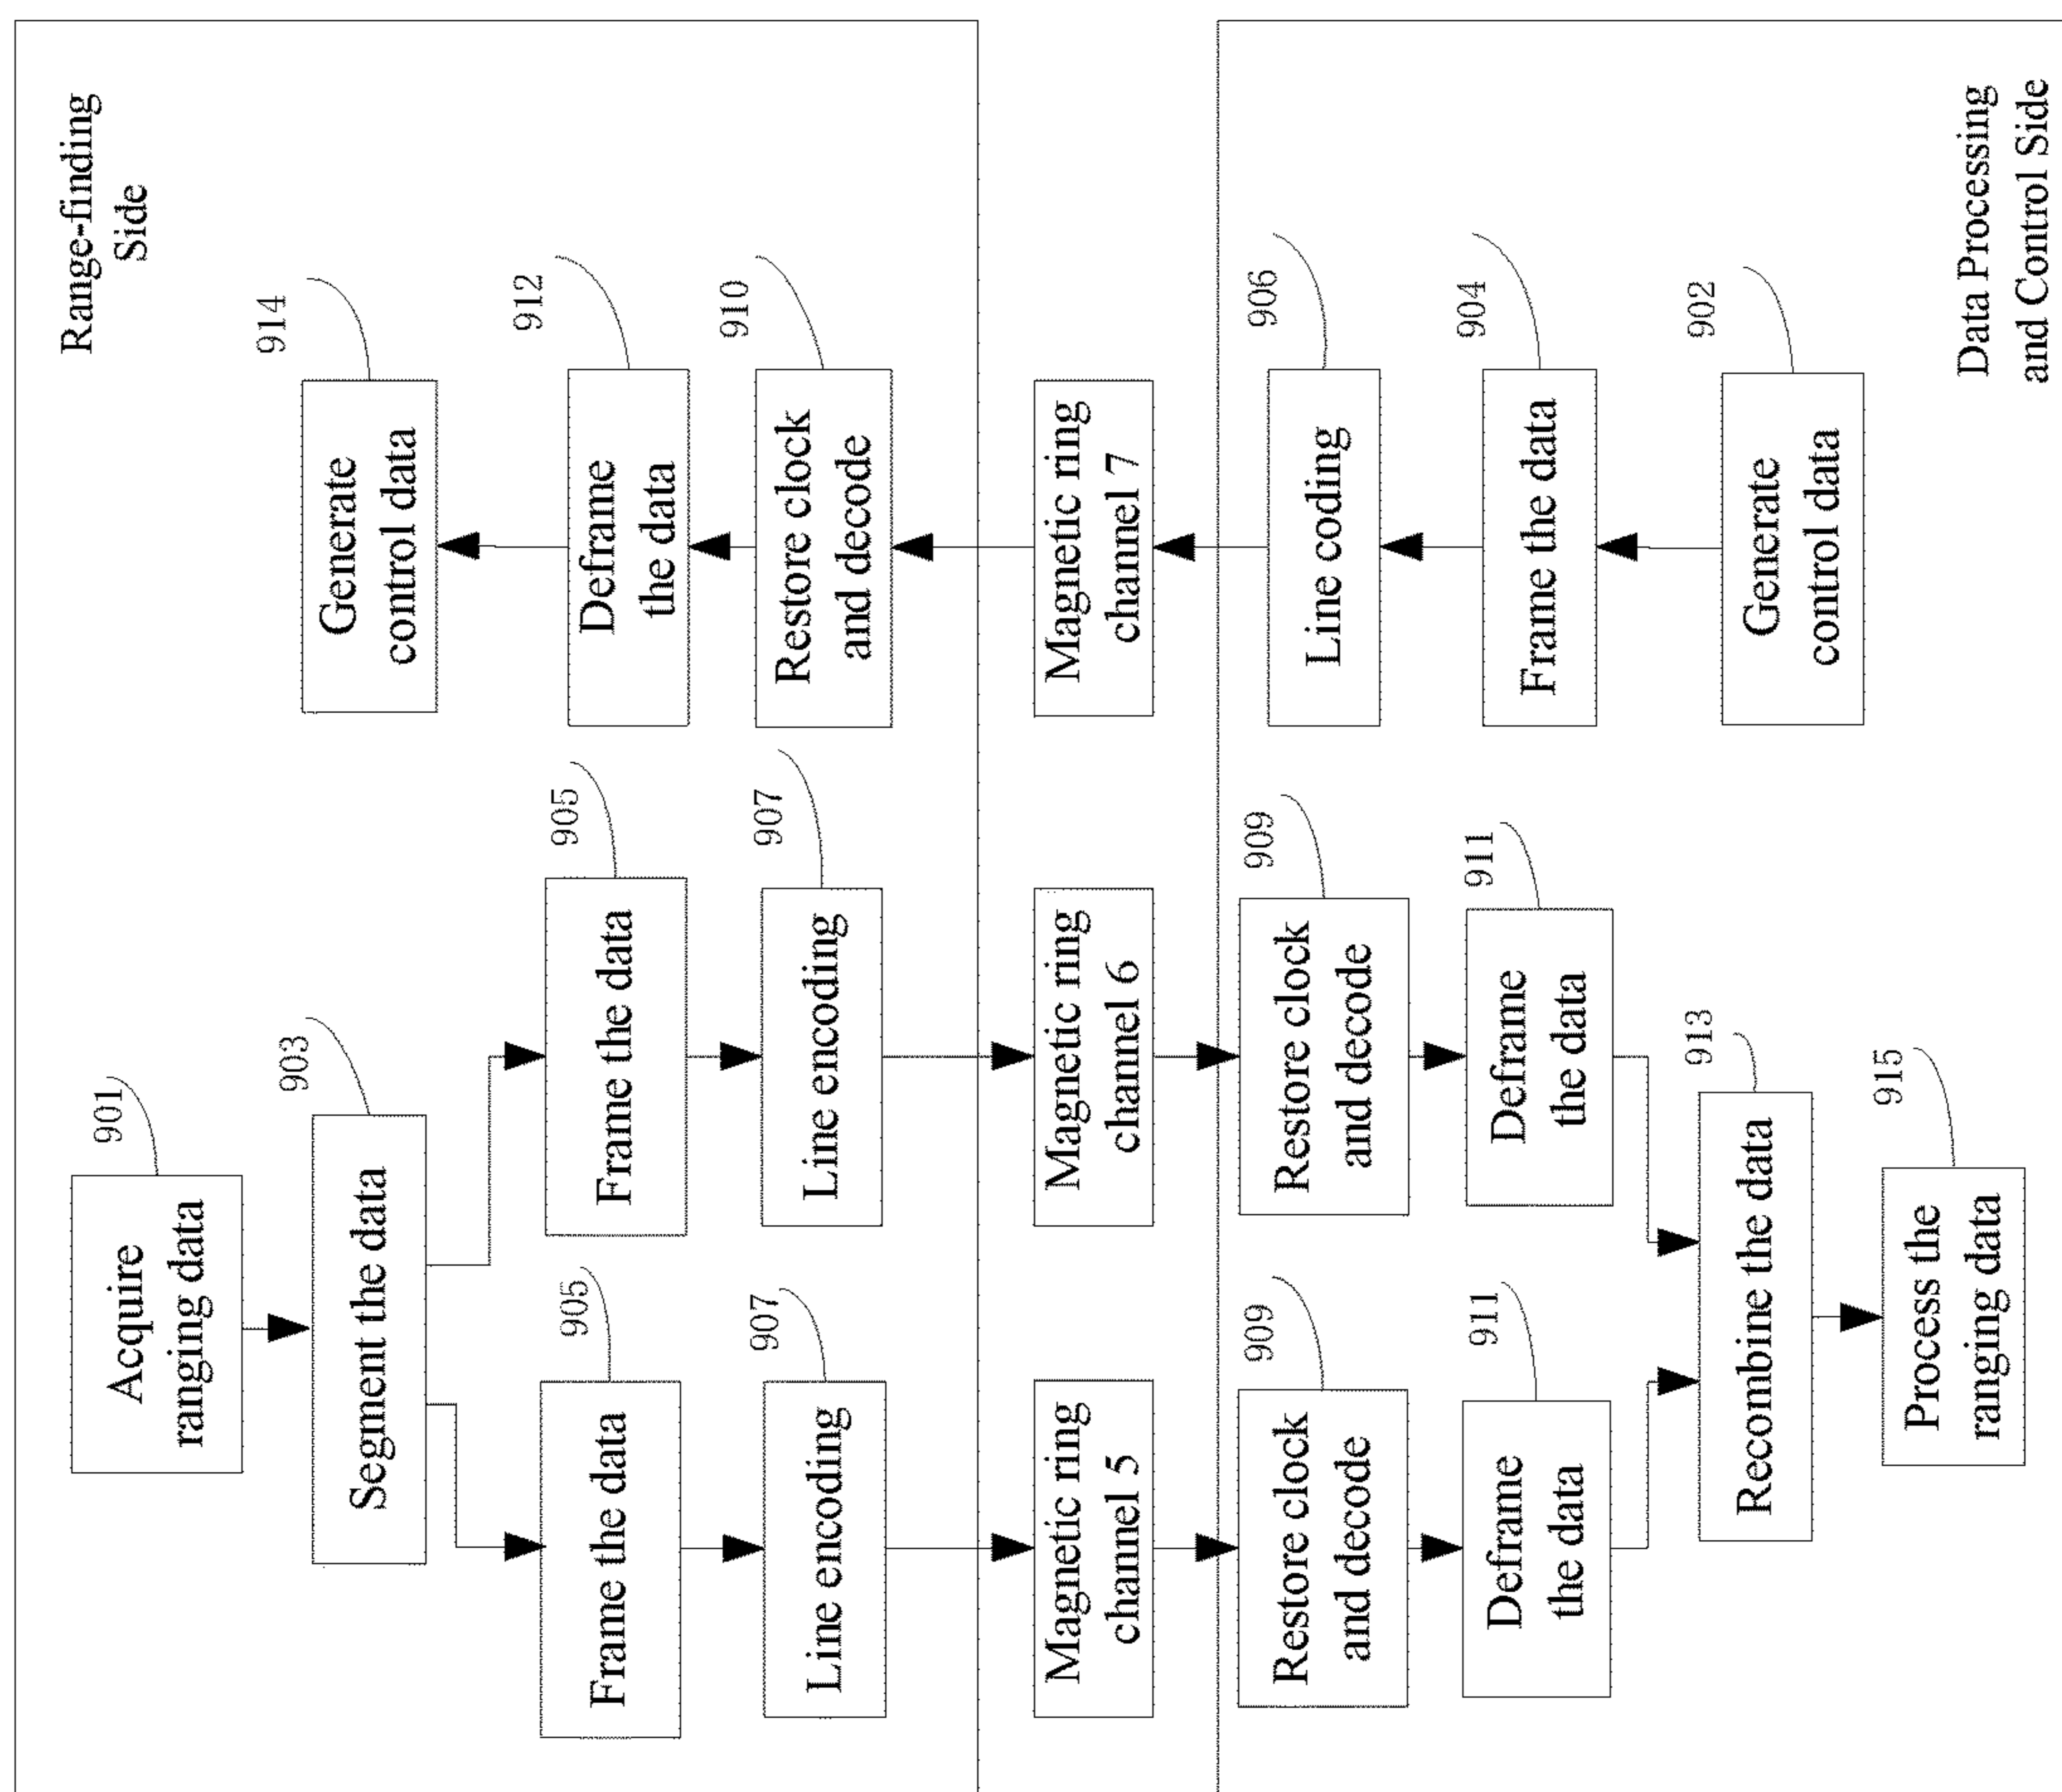 Range-finding
Side
901
Acquire
ranging data
903
Segment the data
905
Frame the data
905
Frame the data
907
Line encoding
907
Line encoding
914
Generate
control data
912
Deframe
the data
910
Restore clock
and decode
Magnetic ring
channel 5
Magnetic ring
channel 6
Magnetic ring
channel 7
909
Restore clock
and decode
909
Restore clock
and decode
911
Deframe
the data
911
Deframe
the data
913
Recombine the data
915
Process the
ranging data
906
Line coding
904
Frame the data
902
Generate
control data
Data Processing
and Control Side